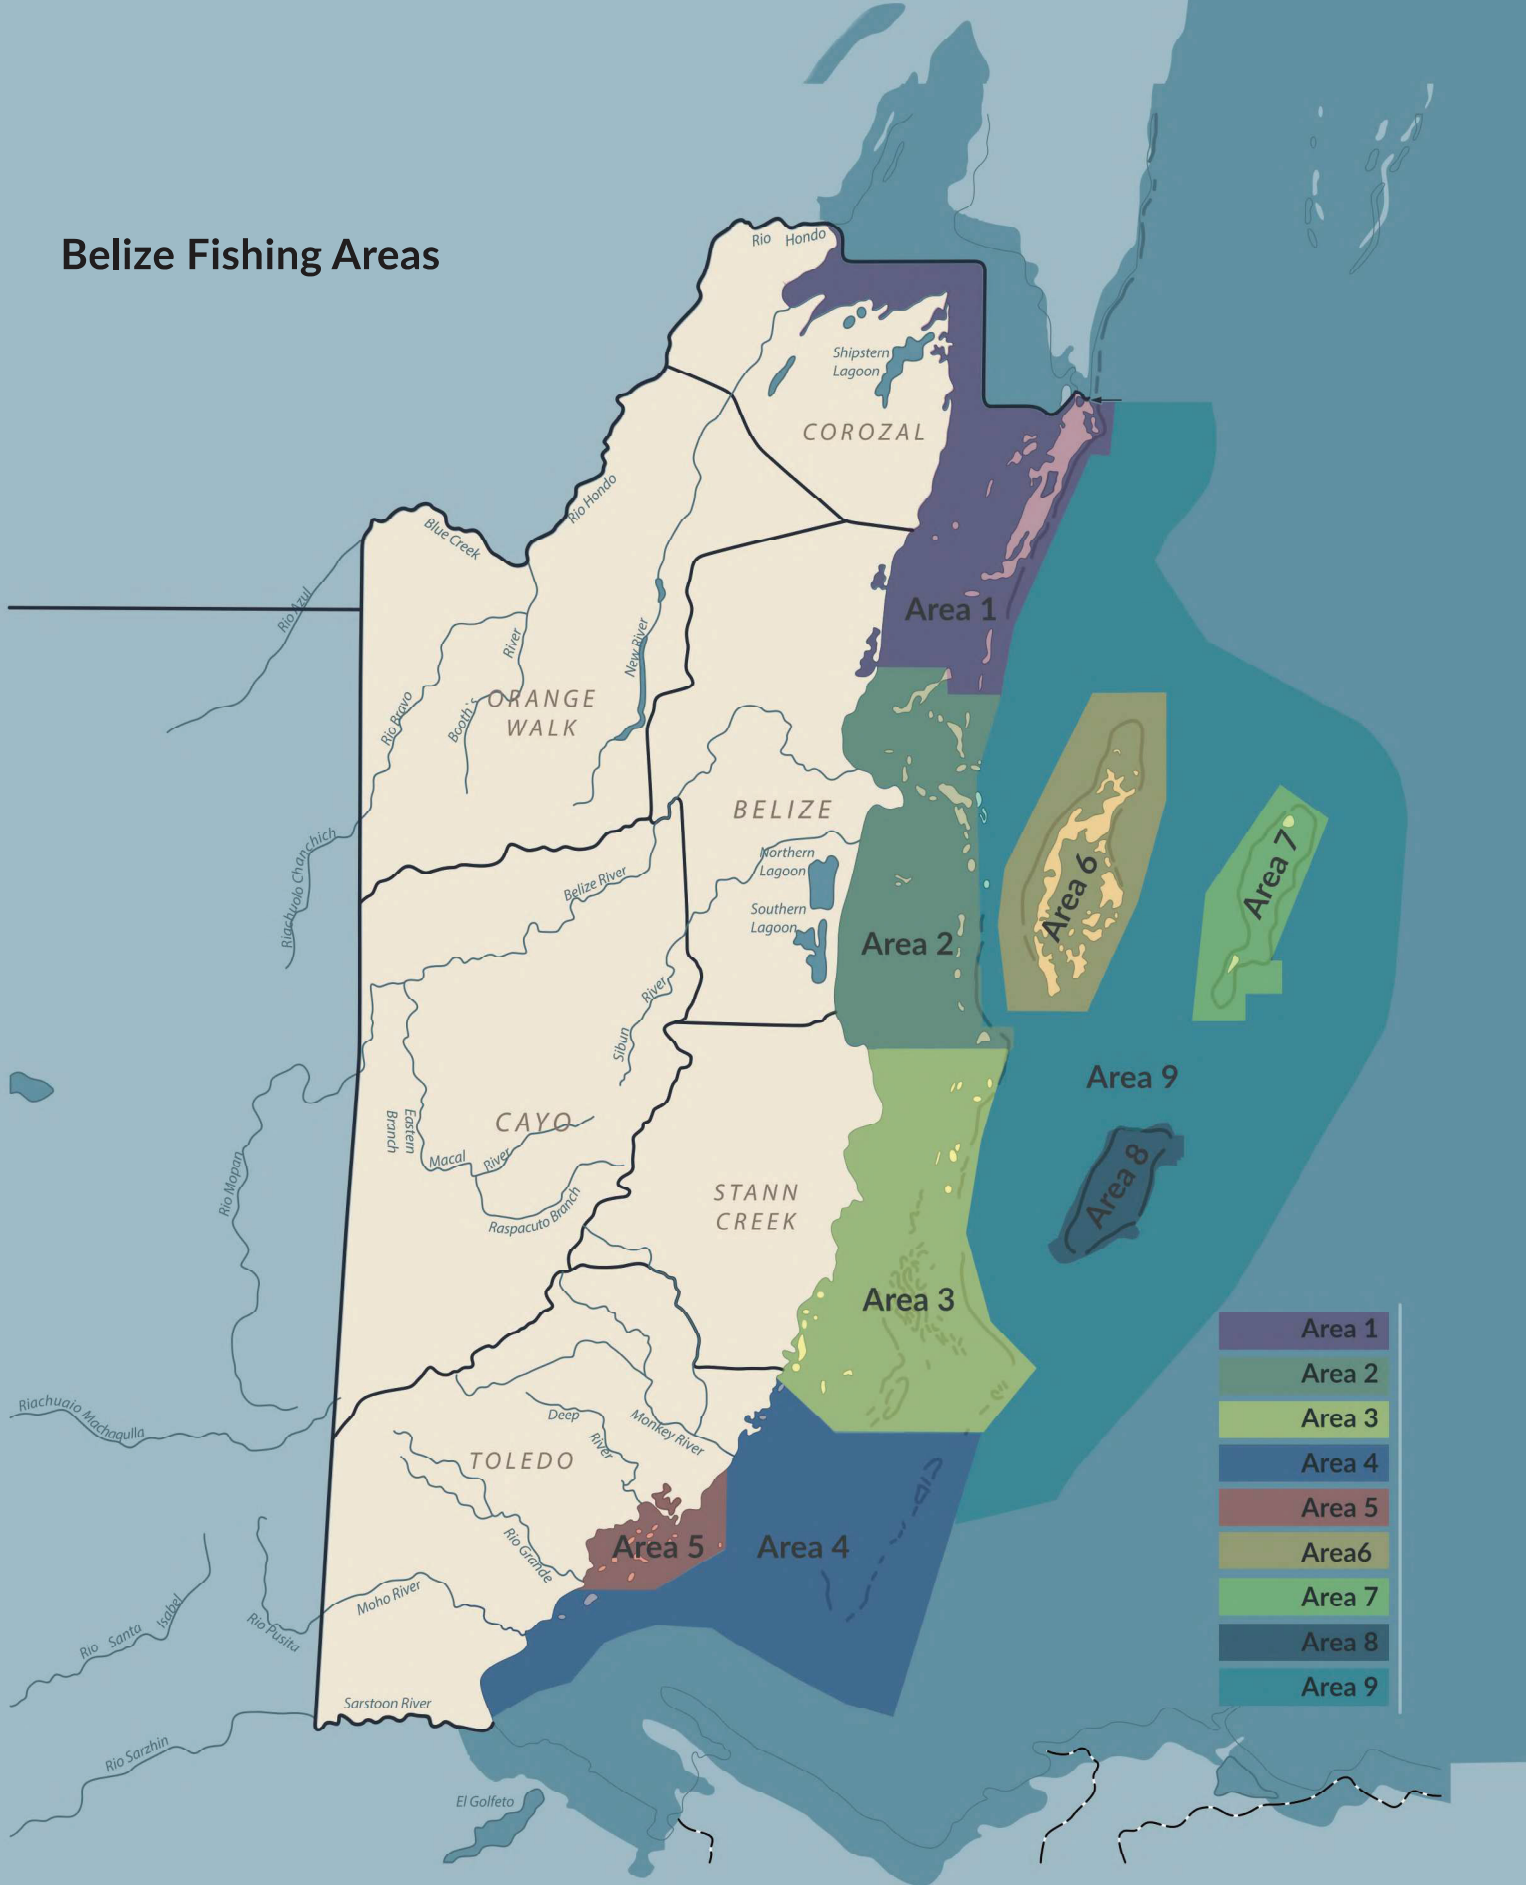 Belize Fishing Areas
Rio Hondo
Shipstern
Lagoon
COROZAL
Rio Hondo
Blue Creek
Rio Azul
Area 1
River
New River
ORANGE
WALK
Rio Bravo
Booth's
BELIZE
Riachuolo Chanchich
Northern
Lagoon
Belize River
Area 6
Area 7
Southern
Lagoon
Area 2
River
Sibun
Area 9
Eastern
Branch
CAYO
Macal River
Rio Mopan
Raspacuto Branch
STANN
CREEK
Area 8
Area 3
Riachuaio Machaquila
Deep
River
Monkey River
TOLEDO
Area 5
Area 4
Rio Grande
Moho River
Rio Santa Isabel
Rio Pusita
Sarstoon River
Rio Sarzhin
El Golfeto
Area 1
Area 2
Area 3
Area 4
Area 5
Area6
Area 7
Area 8
Area 9